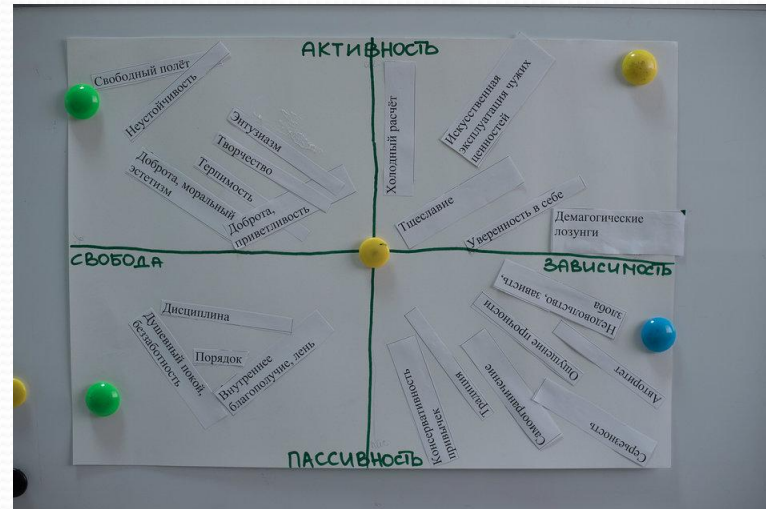 АКТИВНОСТЬ
Свободный полёт
Неустойчивость
Энтузиазм
Творчество
Терпимость
Доброта, моральный
эстетизм
Доброта,
приветливость
Холодный расчёт
Искусственная
эксплуатация чужих
ценностей
Тщеславие
Уверенность в себе
Демагогические
лозунги
СВОБОДА
ЗАВИСИМОСТЬ
Дисциплина
Душевный покой,
беззаботность
Порядок
Внутреннее
благополучие, лень
Недовольство, зависть,
злоба
Ощущение прочности
Авторитет
Традиция
Самоограничение
Серьезность
Консервативность
привычек
ПАССИВНОСТЬ